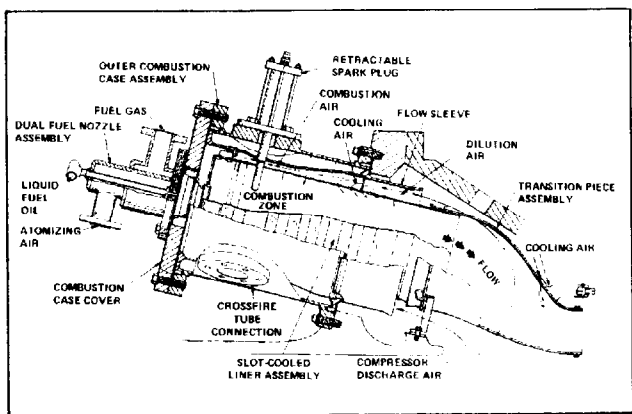 RETRACTABLE
SPARK PLUG
OUTER COMBUSTION
CASE ASSEMBLY
COMBUSTION
AIR
FUEL GAS
FLOW SLEEVE
COOLING
AIR
DUAL FUEL NOZZLE
ASSEMBLY
DILUTION
AIR
LIQUID
FUEL
OIL
COMBUSTION
ZONE
TRANSITION PIECE
ASSEMBLY
ATOMIZING
AIR
COOLING AIR
FLOW
COMBUSTION
CASE COVER
CROSSFIRE
TUBE
CONNECTION
SLOT-COOLED
LINER ASSEMBLY
COMPRESSOR
DISCHARGE AIR